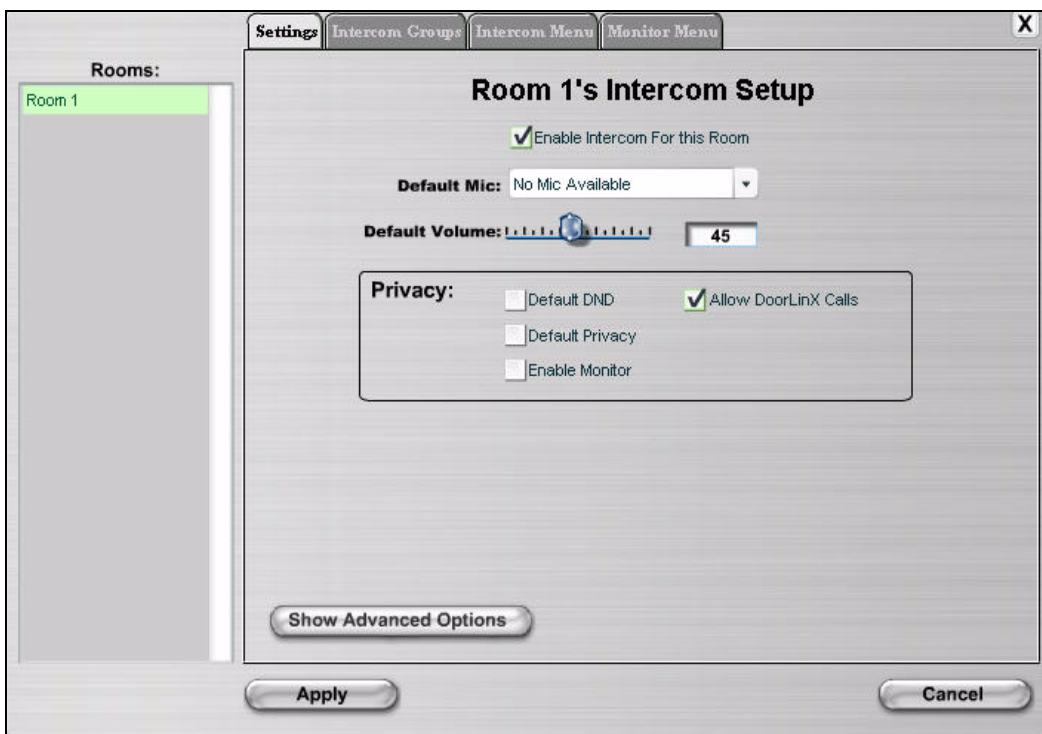 Settings Intercom Groups Intercom Menu Monitor Menu X
Rooms:
Room 1
Room 1's Intercom Setup
Enable Intercom For this Room
Default Mic: No Mic Available
Default Volume: 45
Privacy:
Default DND
Allow DoorLinX Calls
Default Privacy
Enable Monitor
Show Advanced Options
Apply
Cancel